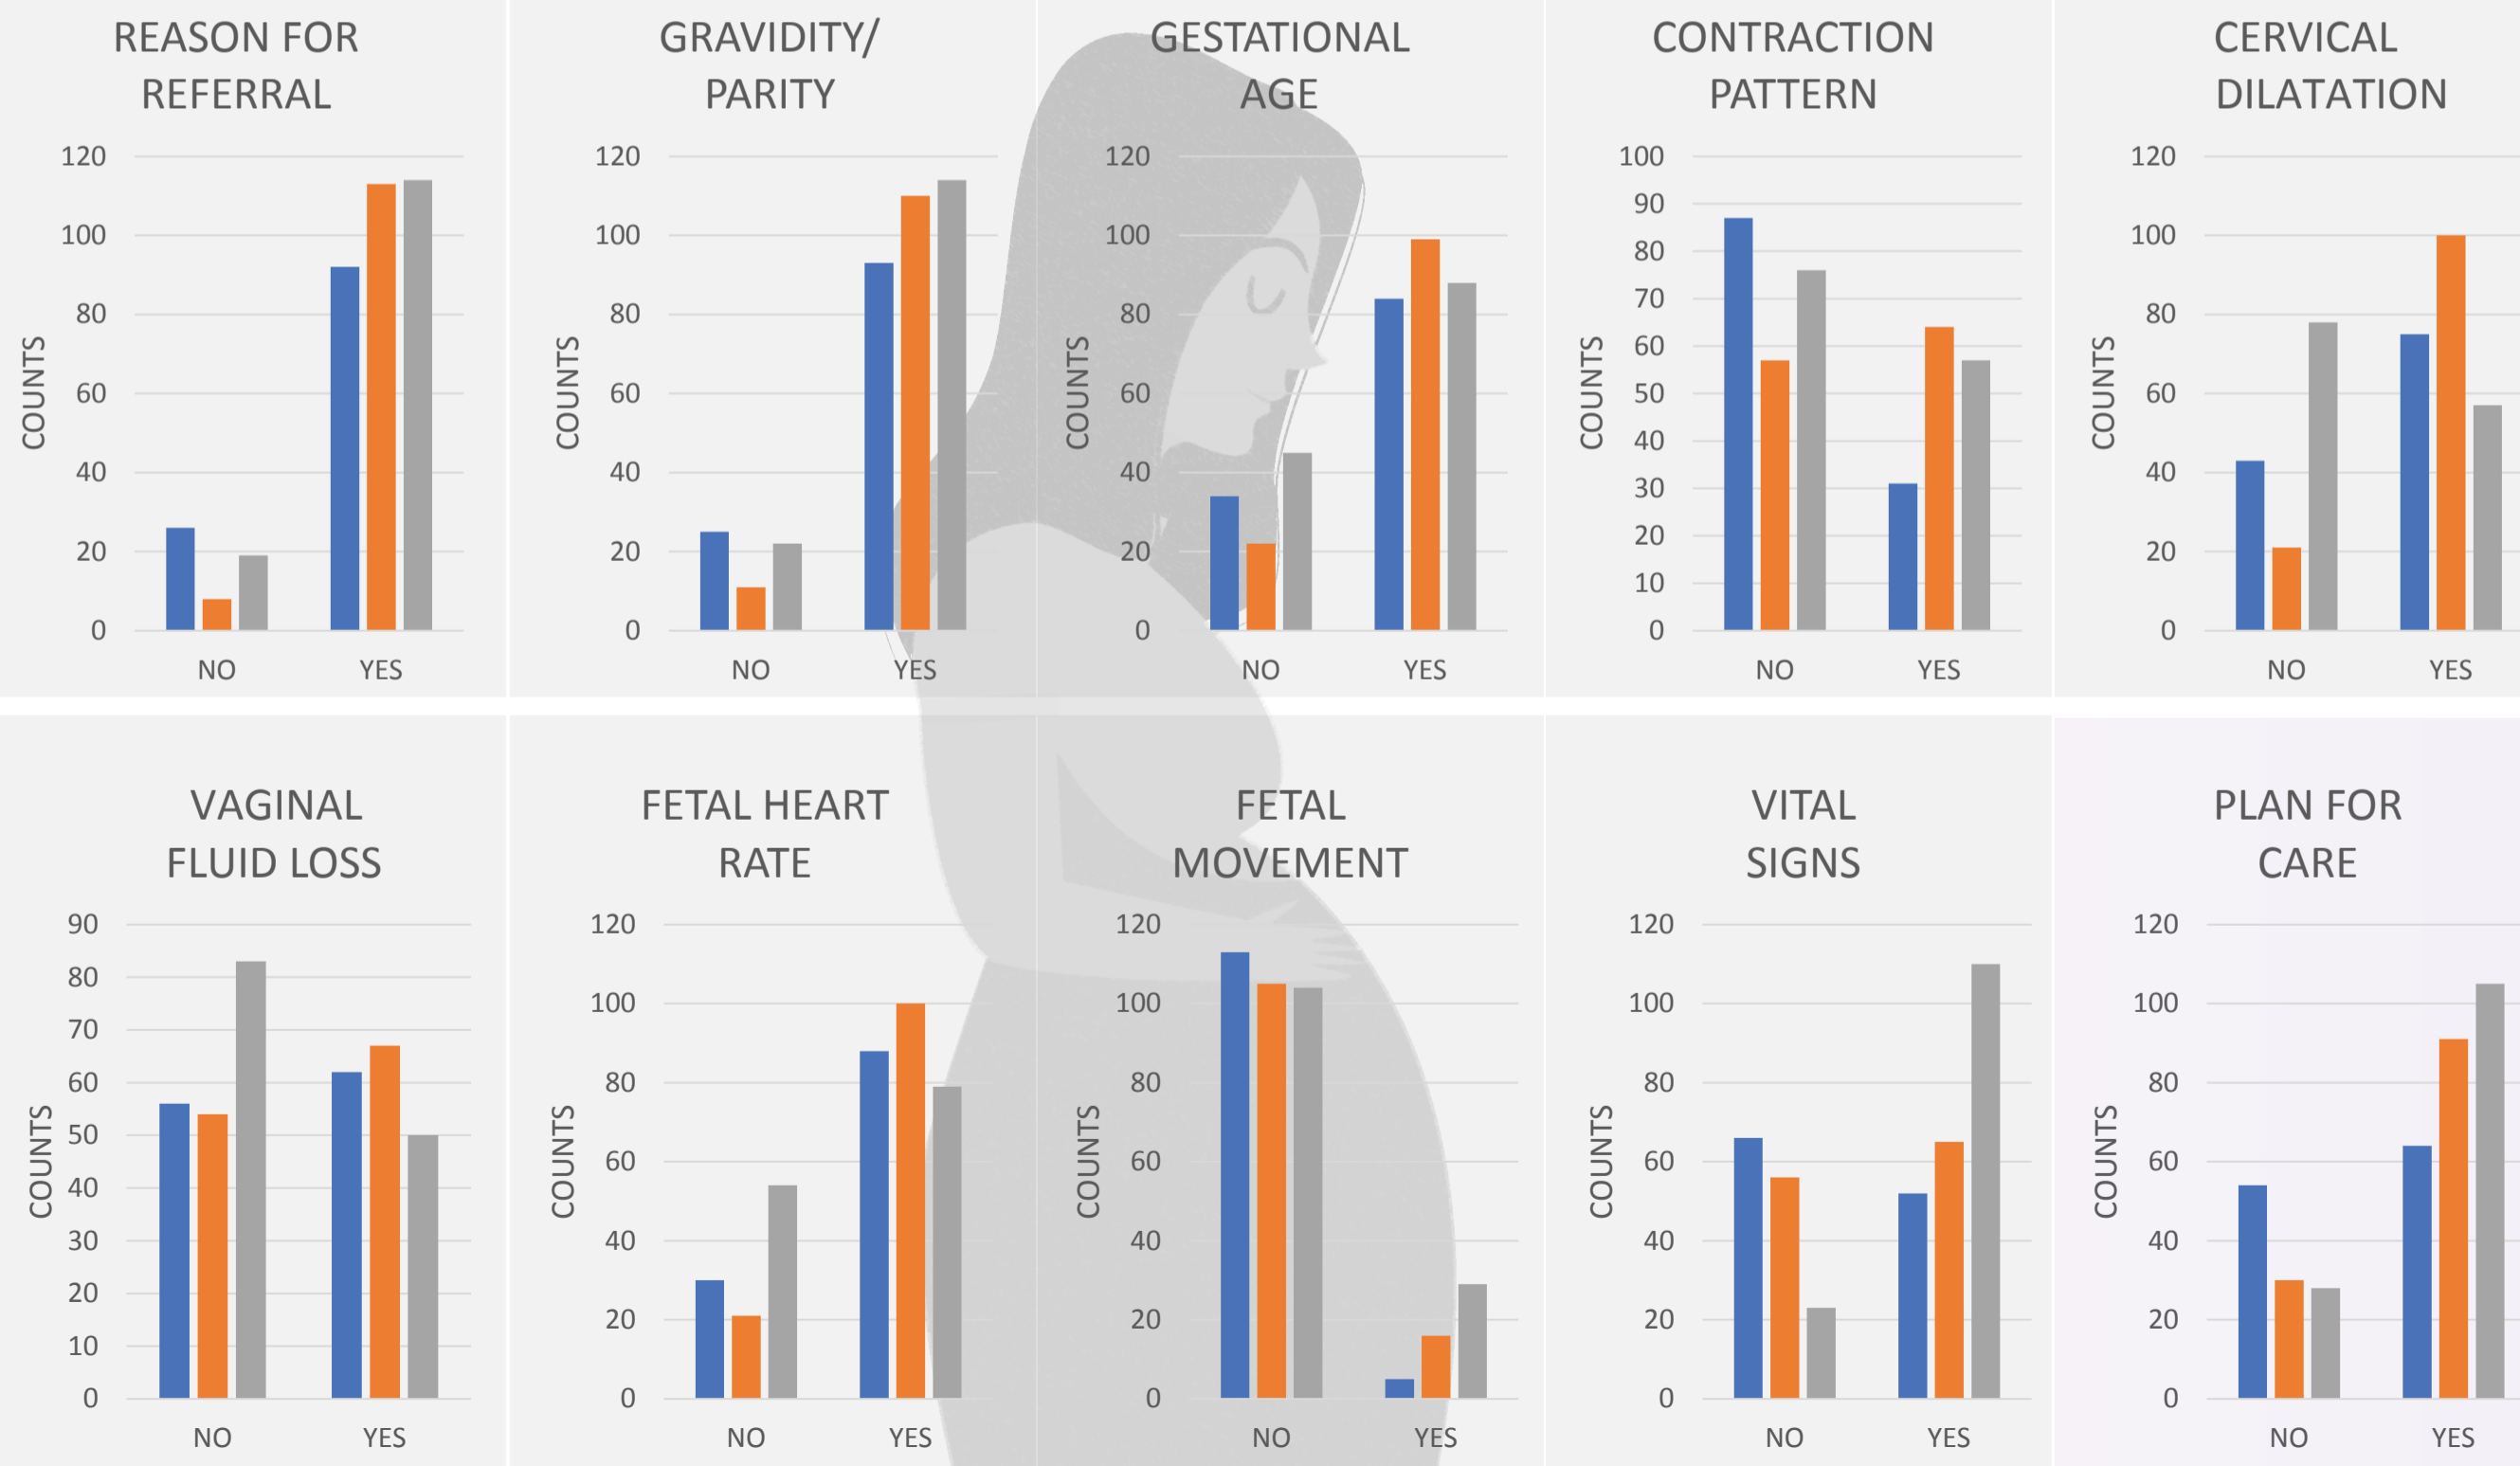 REASON FOR
REFERRAL
120
100
80
60
40
20
0
COUNTS
NO YES
GRAVIDITY/
PARITY
120
100
80
60
40
20
0
COUNTS
NO YES
GESTATIONAL
AGE
120
100
80
60
40
20
0
COUNTS
NO YES
CONTRACTION
PATTERN
100
90
80
70
60
50
40
30
20
10
0
COUNTS
NO YES
CERVICAL
DILATATION
120
100
80
60
40
20
0
COUNTS
NO YES
VAGINAL
FLUID LOSS
90
80
70
60
50
40
30
20
10
0
COUNTS
NO YES
FETAL HEART
RATE
120
100
80
60
40
20
0
COUNTS
NO YES
FETAL
MOVEMENT
120
100
80
60
40
20
0
COUNTS
NO YES
VITAL
SIGNS
120
100
80
60
40
20
0
COUNTS
NO YES
PLAN FOR
CARE
120
100
80
60
40
20
0
COUNTS
NO YES